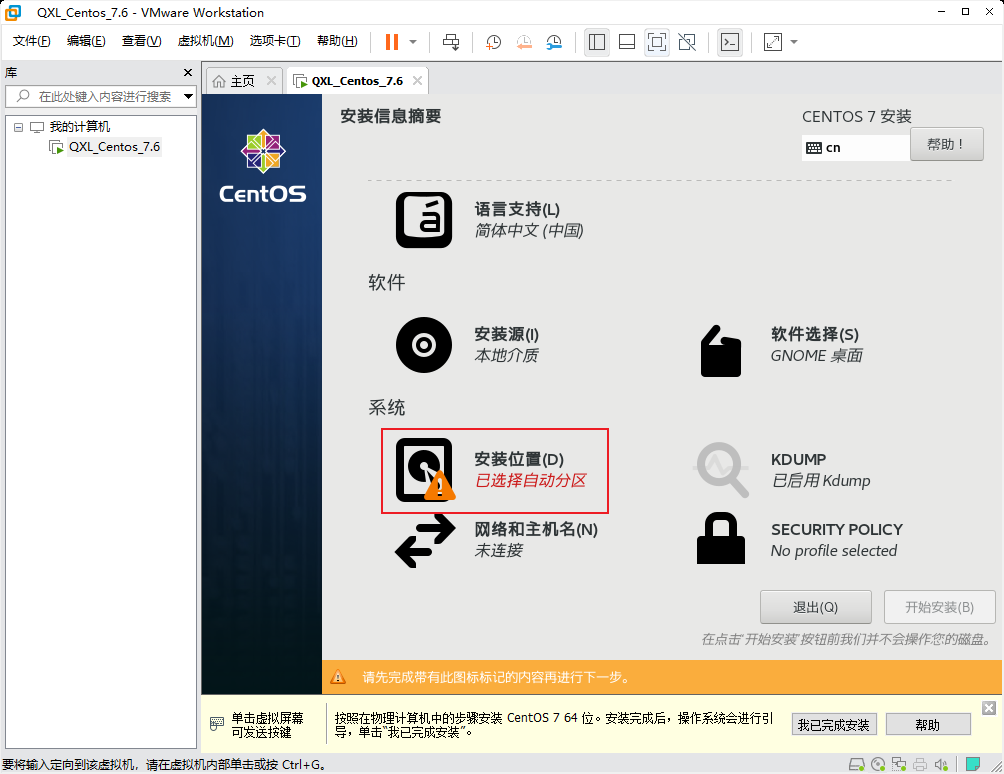 QXL_Centos_7.6 - VMware Workstation
文件(F) 编辑(E) 查看(V) 虚拟机(M) 选项卡(T) 帮助(H)
库
在此处键入内容进行搜索
我的计算机
QXL_Centos_7.6
主页
QXL_Centos_7.6
CentOS
安装信息摘要
CENTOS 7 安装
cn
帮助！
语言支持(L)
简体中文 (中国)
软件
安装源(I)
本地介质
软件选择(S)
GNOME 桌面
系统
安装位置(D)
已选择自动分区
KDUMP
已启用 Kdump
网络和主机名(N)
未连接
SECURITY POLICY
No profile selected
退出(Q)
开始安装(B)
在点击‘开始安装’按钮前我们并不会操作您的磁盘。
请先完成带有此图标标记的内容再进行下一步。
单击虚拟屏幕
可发送按键
按照在物理计算机中的步骤安装 CentOS 7 64 位。安装完成后，操作系统会进行引
导，单击“我已完成安装”。
我已完成安装
帮助
要将输入定向到该虚拟机，请在虚拟机内部单击或按 Ctrl+G。